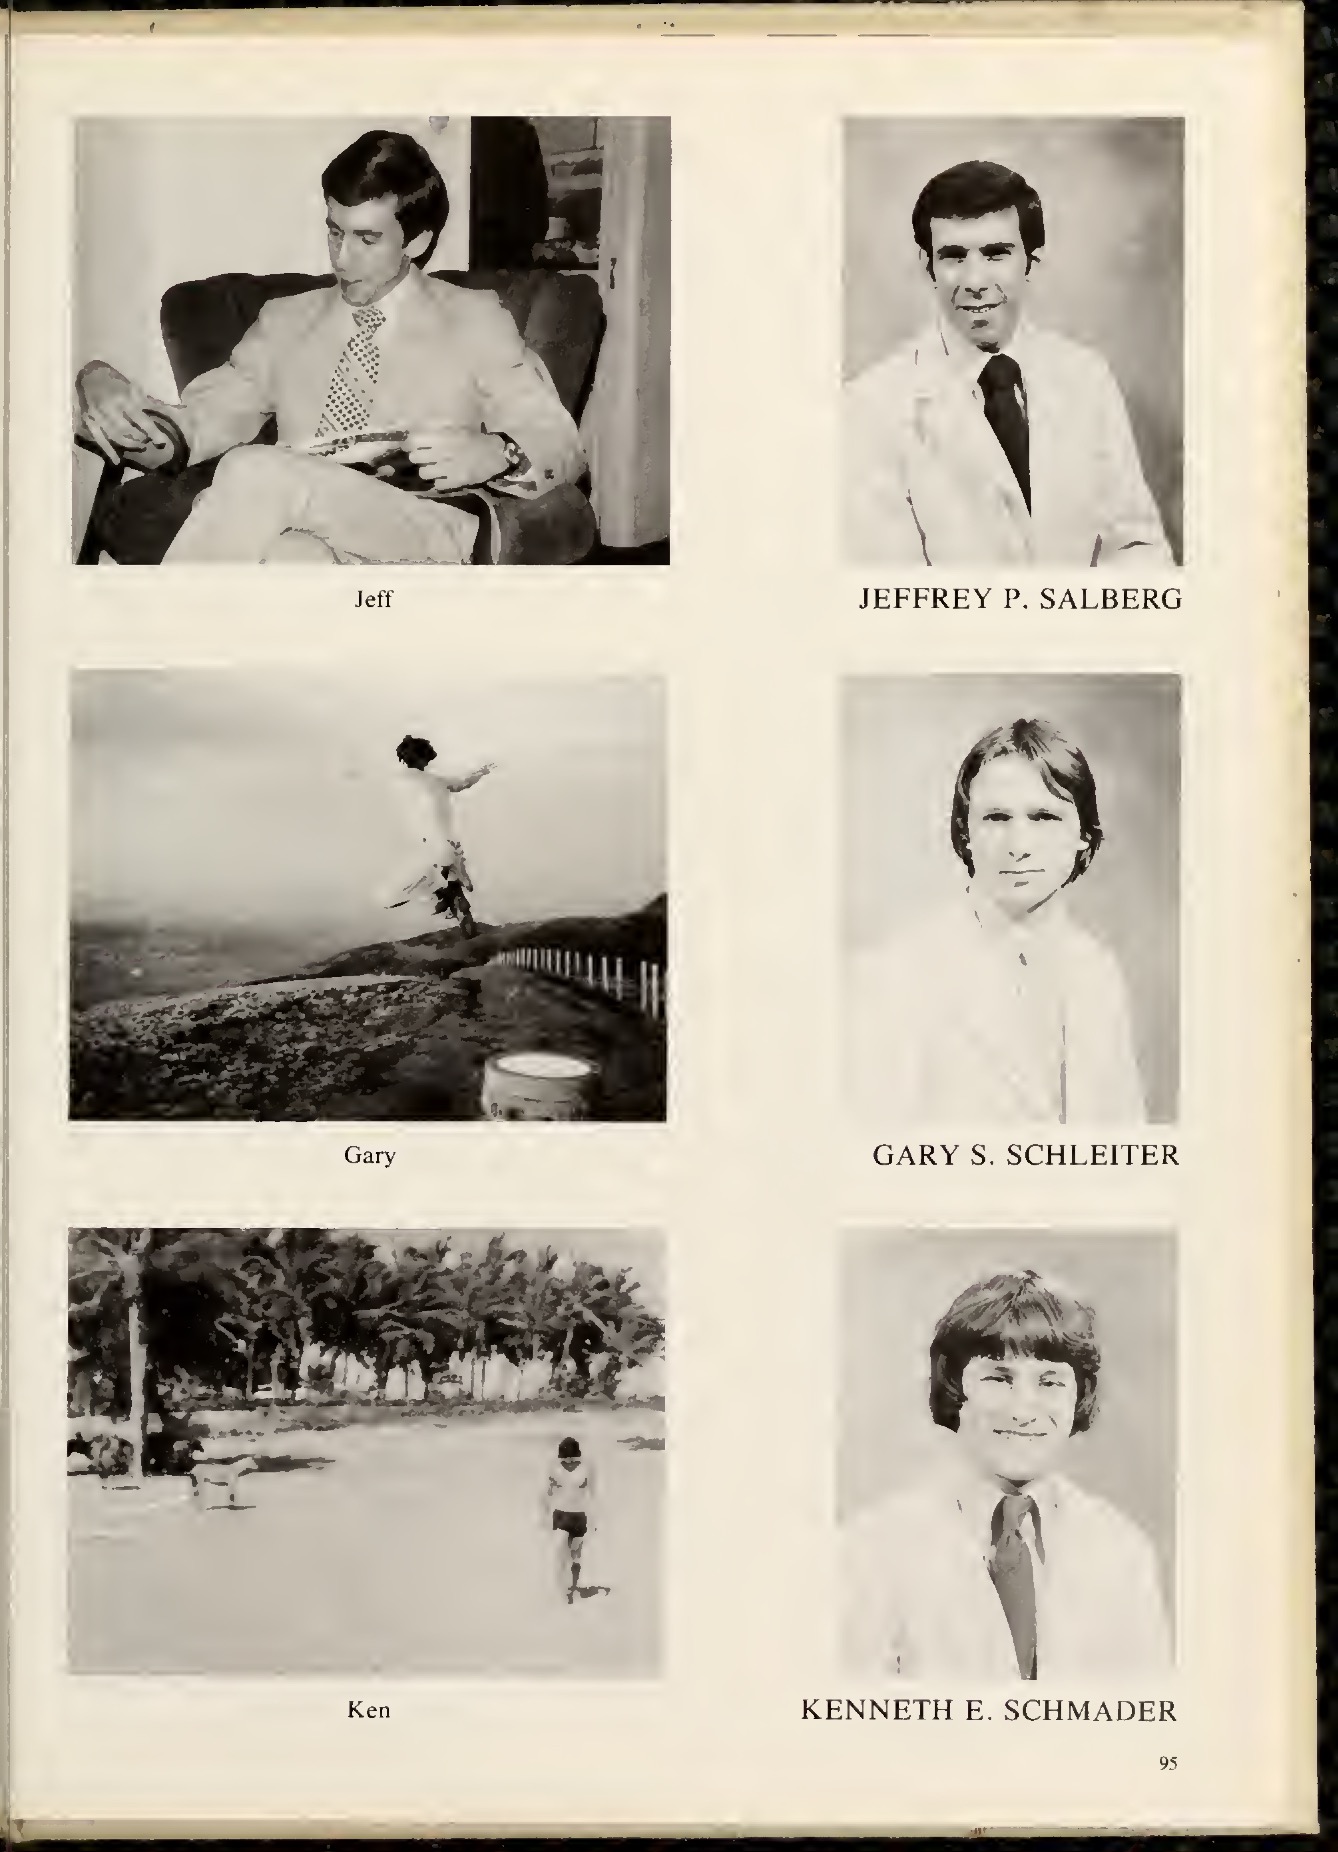 Jeff
JEFFREY P. SALBERG
Gary
GARY S. SCHLEITER
Ken
KENNETH E. SCHMADER
95